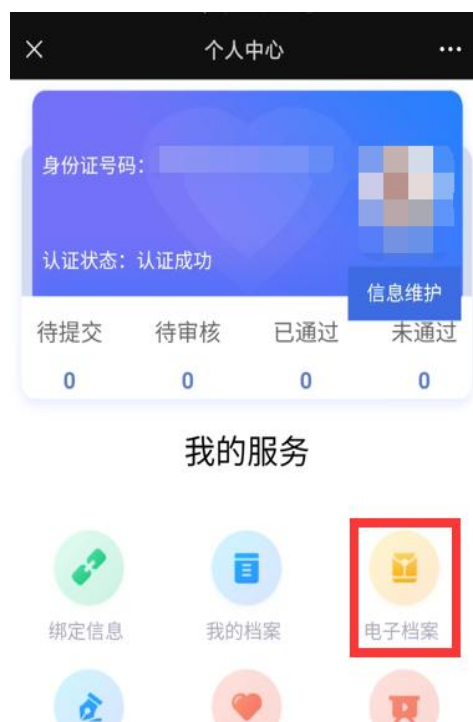 个人中心
身份证号码：
认证状态：认证成功
信息维护
待提交 待审核 已通过 未通过
0 0 0 0
我的服务
绑定信息 我的档案 电子档案